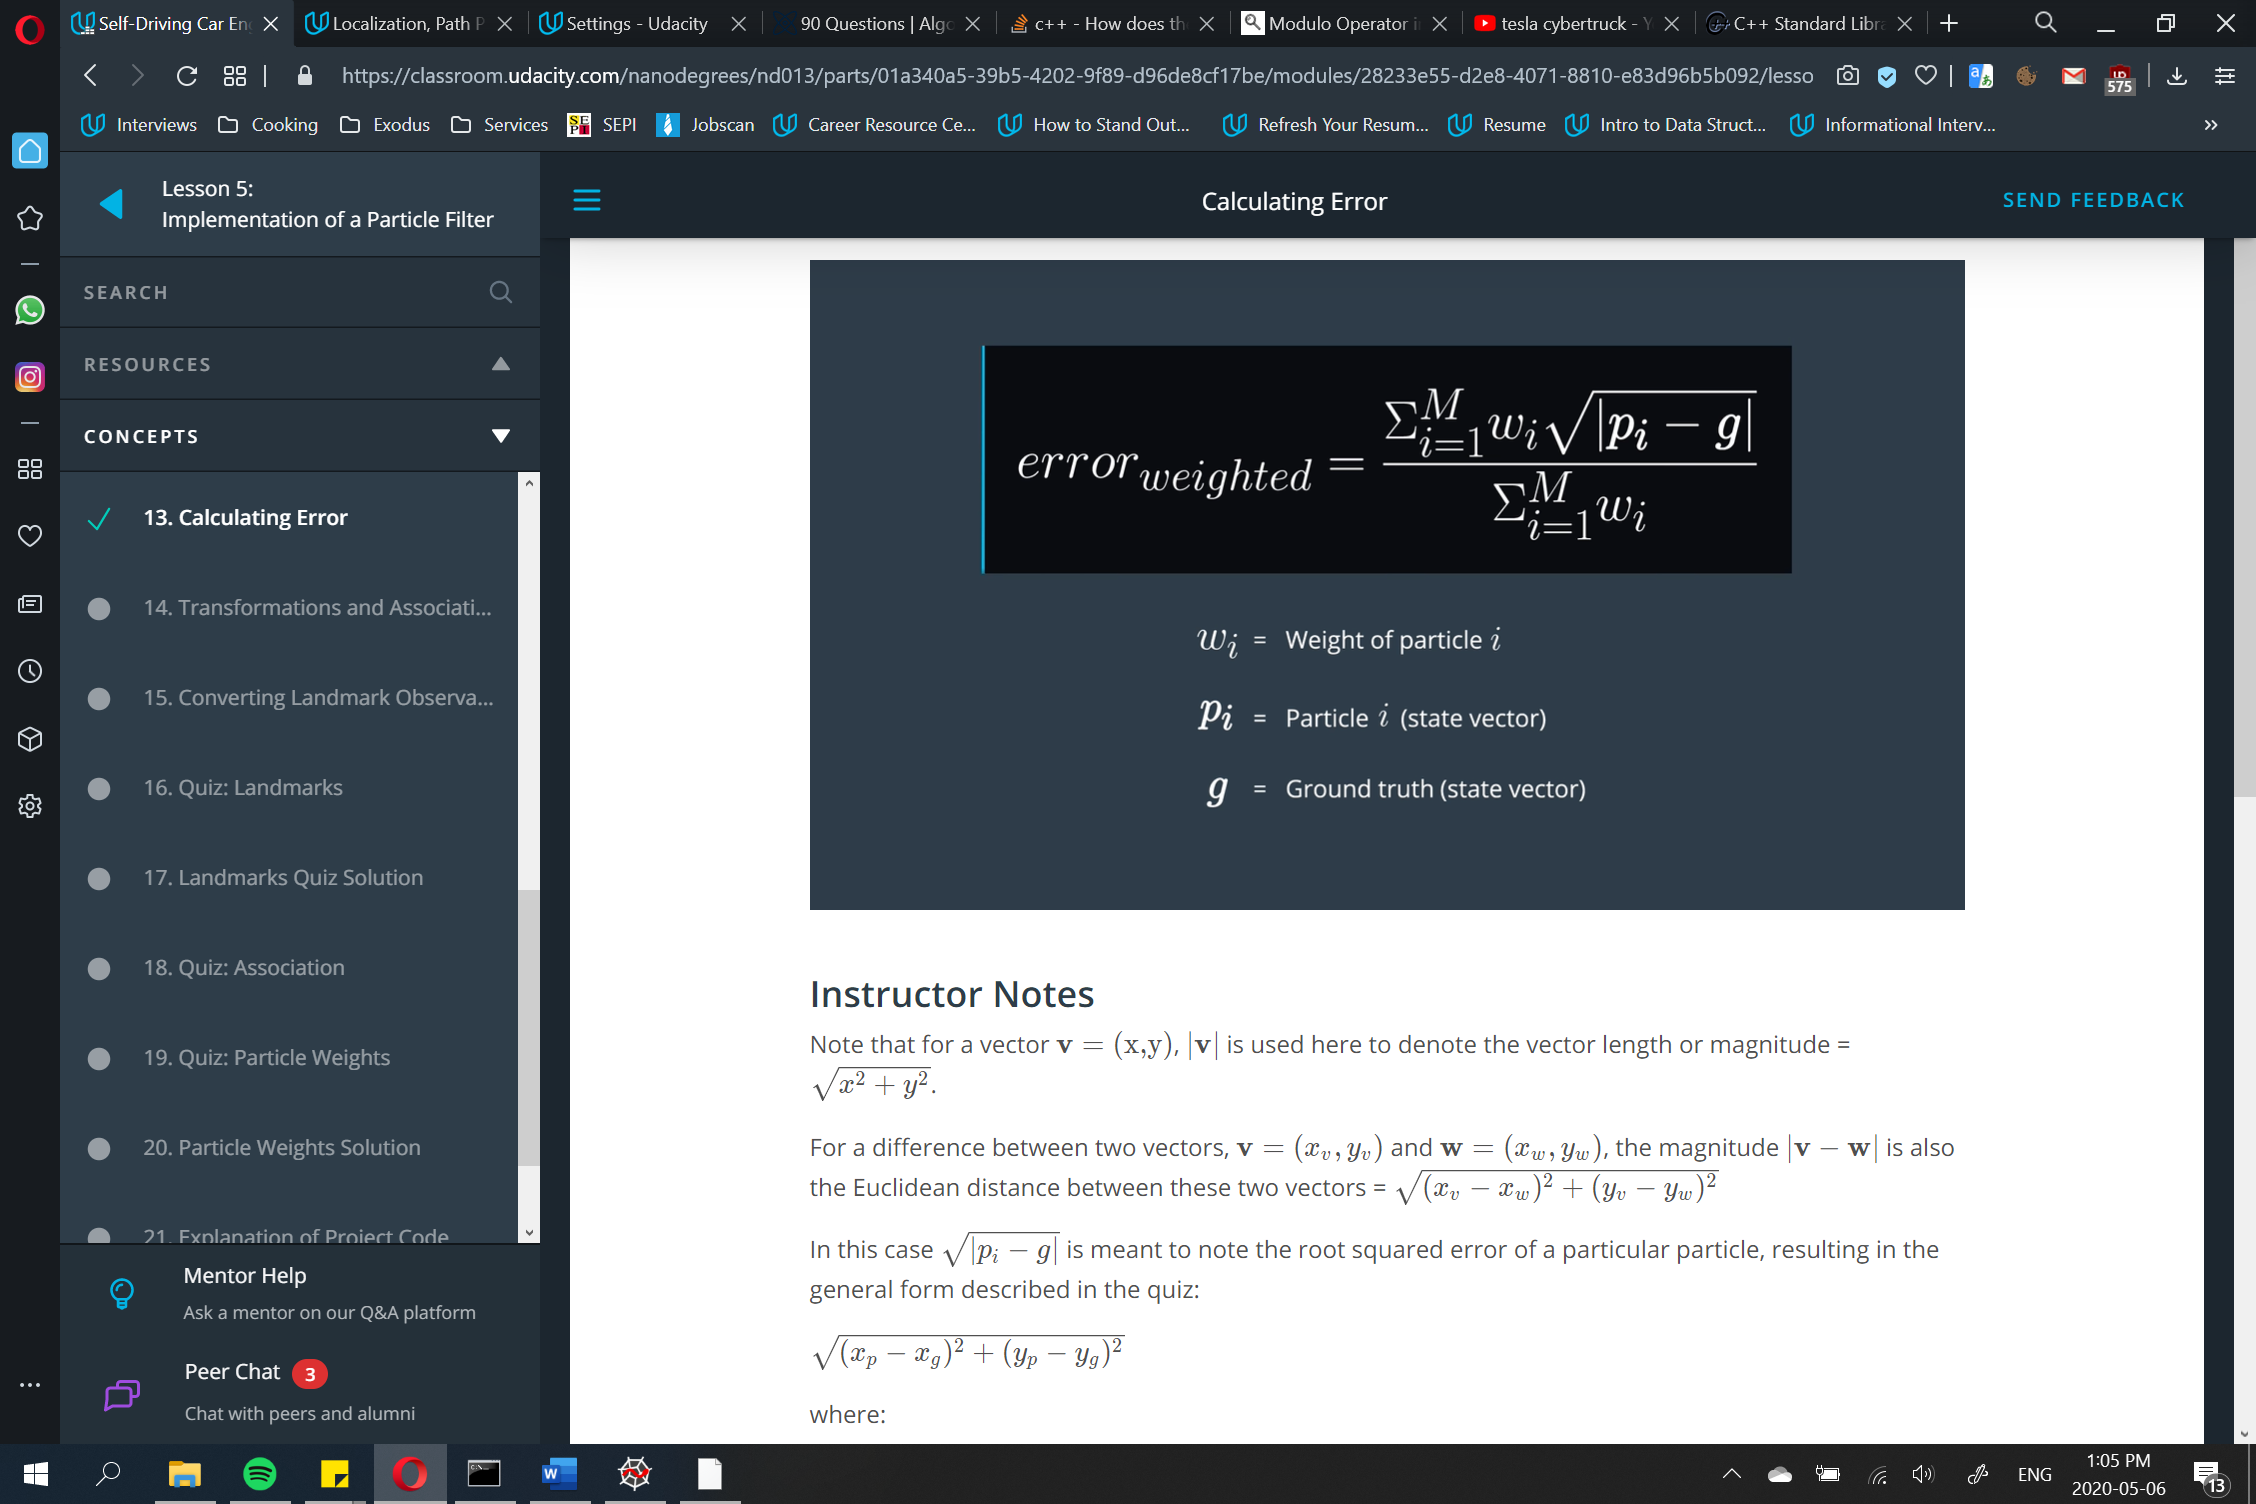 Self-Driving Car En
Localization, Path P
Settings - Udacity
90 Questions | Algo
c++ - How does th
Modulo Operator i
tesla cybertruck - Y
C++ Standard Libra
https://classroom.udacity.com/nanodegrees/nd013/parts/01a340a5-39b5-4202-9f89-d96de8cf17be/modules/28233e55-d2e8-4071-8810-e83d96b5b092/lesso
575
Interviews
Cooking
Exodus
Services
SEPI
Jobscan
Career Resource Ce...
How to Stand Out...
Refresh Your Resum...
Resume
Intro to Data Struct...
Informational Interv...
»
Lesson 5:
Implementation of a Particle Filter
Calculating Error
SEND FEEDBACK
SEARCH
RESOURCES
CONCEPTS
13. Calculating Error
14. Transformations and Associati...
15. Converting Landmark Observa...
16. Quiz: Landmarks
17. Landmarks Quiz Solution
18. Quiz: Association
19. Quiz: Particle Weights
20. Particle Weights Solution
21. Explanation of Project Code
Mentor Help
Ask a mentor on our Q&A platform
Peer Chat 3
Chat with peers and alumni
error_weighted = Σ_{i=1}^M w_i √|p_i − g| / Σ_{i=1}^M w_i
w_i = Weight of particle i
p_i = Particle i (state vector)
g = Ground truth (state vector)
Instructor Notes
Note that for a vector v = (x,y), |v| is used here to denote the vector length or magnitude =
√(x² + y²).
For a difference between two vectors, v = (x_v, y_v) and w = (x_w, y_w), the magnitude |v − w| is also
the Euclidean distance between these two vectors = √((x_v − x_w)² + (y_v − y_w)²)
In this case √|p_i − g| is meant to note the root squared error of a particular particle, resulting in the
general form described in the quiz:
√((x_p − x_g)² + (y_p − y_g)²)
where:
ENG
1:05 PM
2020-05-06
13